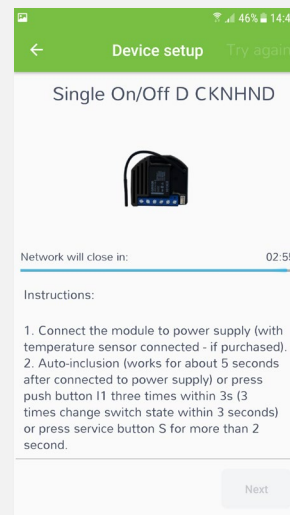 46% 14:4
Device setup Try again
Single On/Off D CKNHND
Network will close in: 02:55
Instructions:
1. Connect the module to power supply (with
temperature sensor connected - if purchased).
2. Auto-inclusion (works for about 5 seconds
after connected to power supply) or press
push button I1 three times within 3s (3
times change switch state within 3 seconds)
or press service button S for more than 2
second.
Next